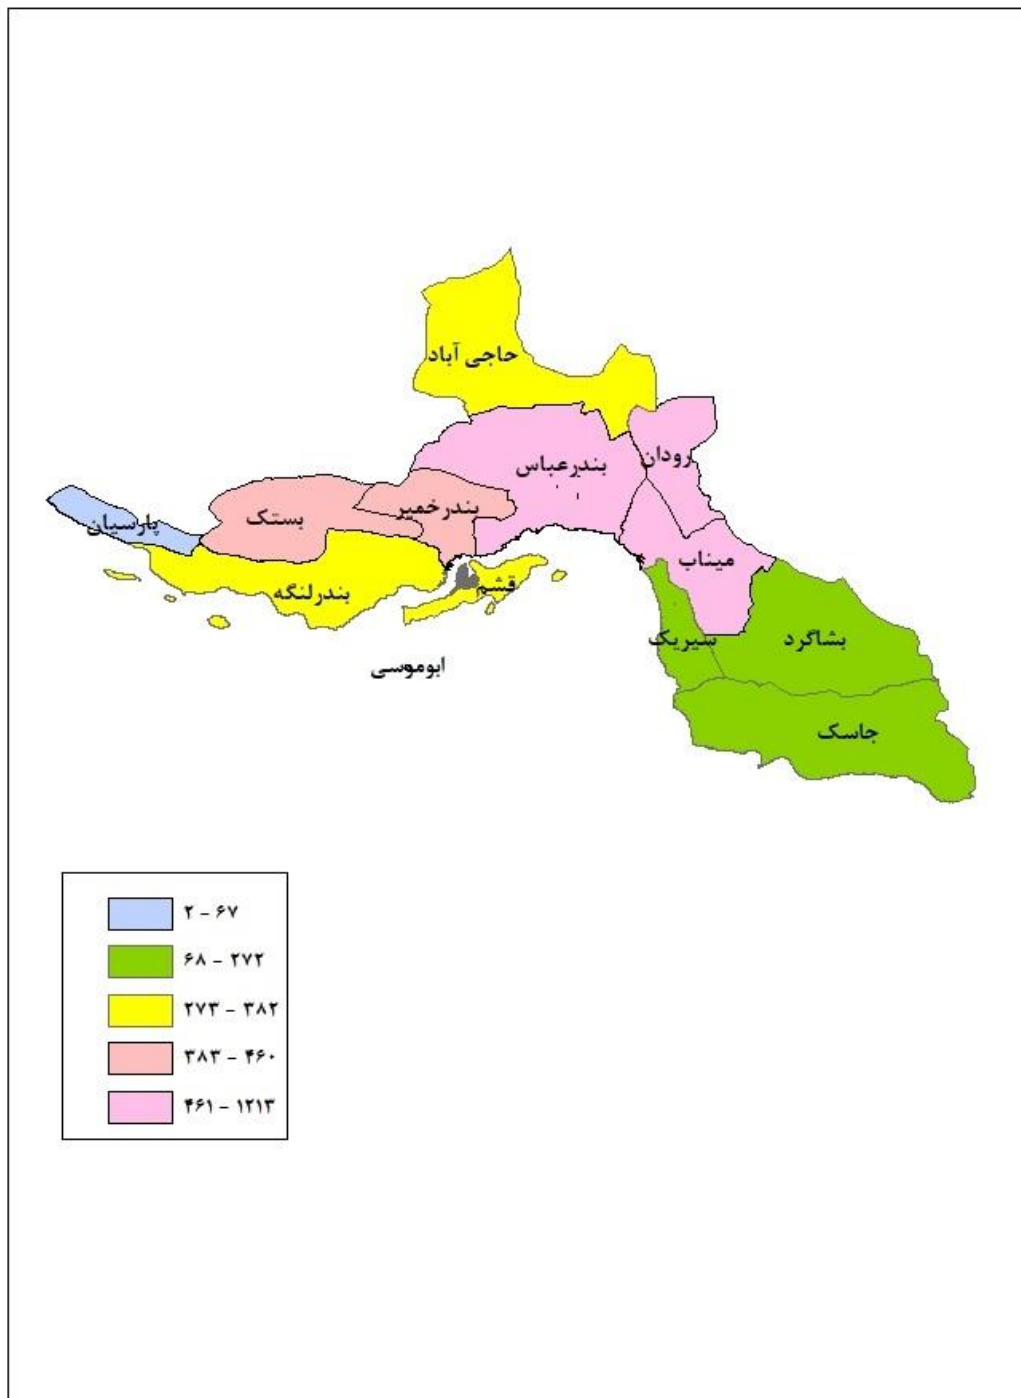 حاجی آباد
رودان
بندرعباس
بندرخمیر
بستک
پارسیان
میناب
قشم
بندرلنگه
بشاگرد
سیریک
ابوموسی
جاسک
۲ - ۶۷
۶۸ - ۲۷۲
۲۷۳ - ۳۸۲
۳۸۳ - ۴۶۰
۴۶۱ - ۱۲۱۳